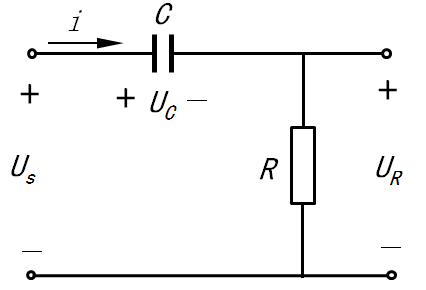 i C
+ + U_C — +
U_s R U_R
— —